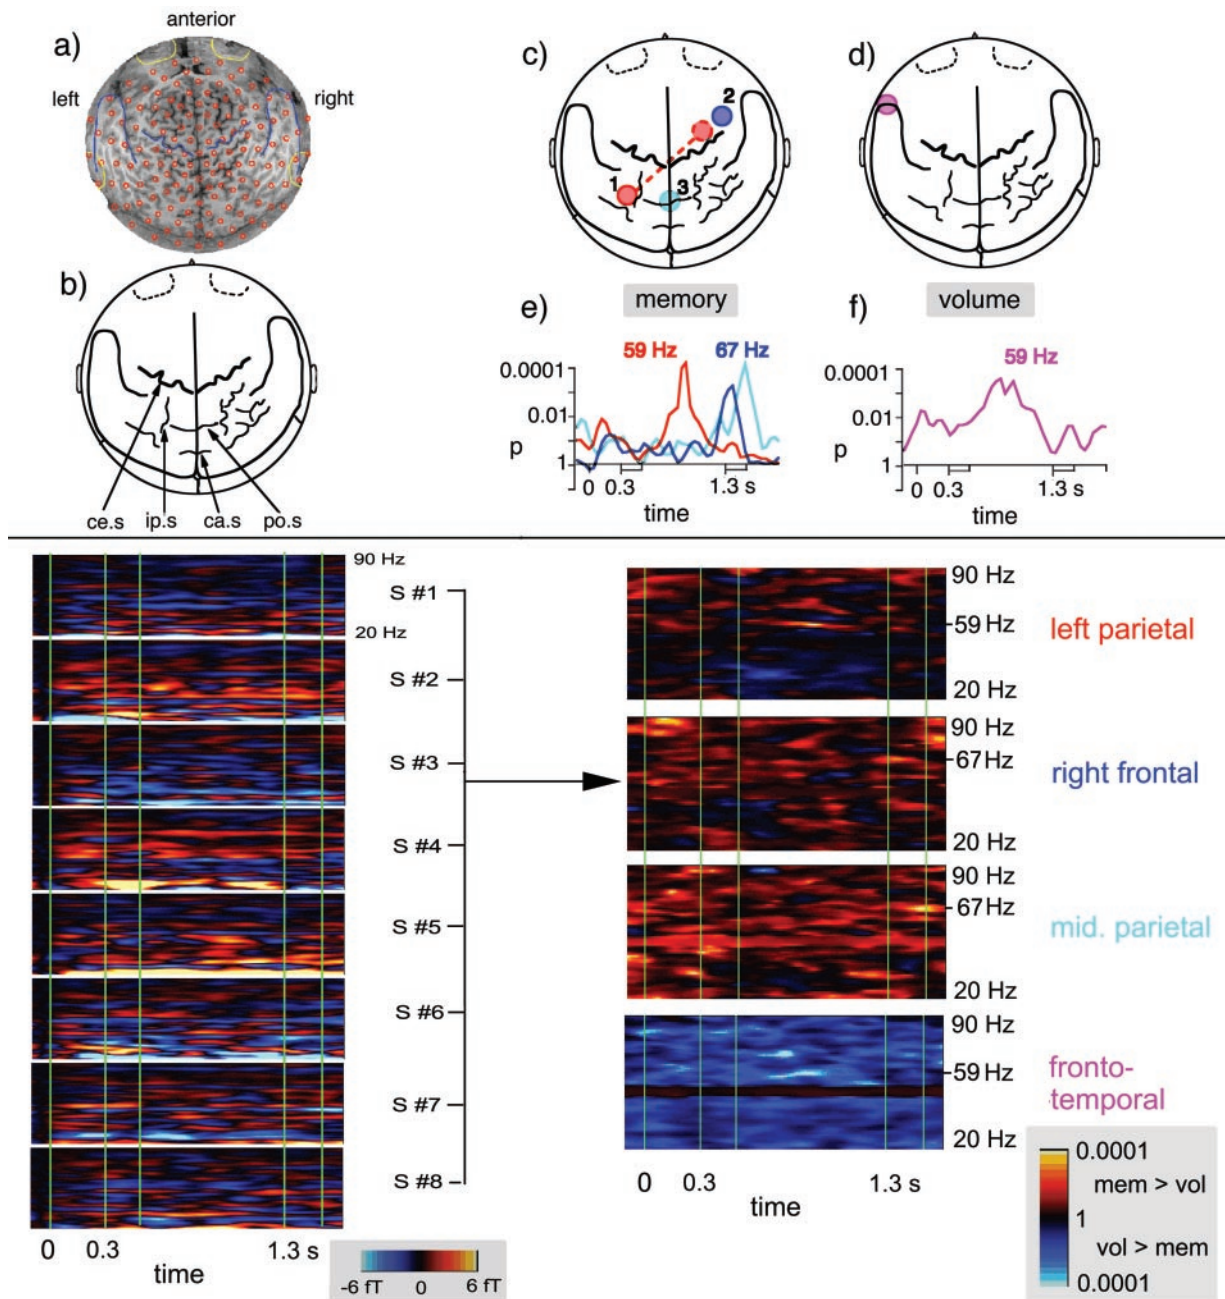 anterior
a)
left
right
b)
ce.s ip.s ca.s po.s
c)
2
1
3
d)
memory
volume
e)
59 Hz 67 Hz
0.0001
0.01
p
1
0 0.3 1.3 s
time
f)
59 Hz
0.0001
0.01
p
1
0 0.3 1.3 s
time
90 Hz
20 Hz
S #1
S #2
S #3
S #4
S #5
S #6
S #7
S #8
0 0.3 1.3 s
time
-6 fT 0 6 fT
90 Hz
59 Hz
20 Hz
left parietal
90 Hz
67 Hz
20 Hz
right frontal
90 Hz
67 Hz
20 Hz
mid. parietal
90 Hz
59 Hz
20 Hz
fronto-
temporal
0 0.3 1.3 s
time
0.0001
mem > vol
1
vol > mem
0.0001